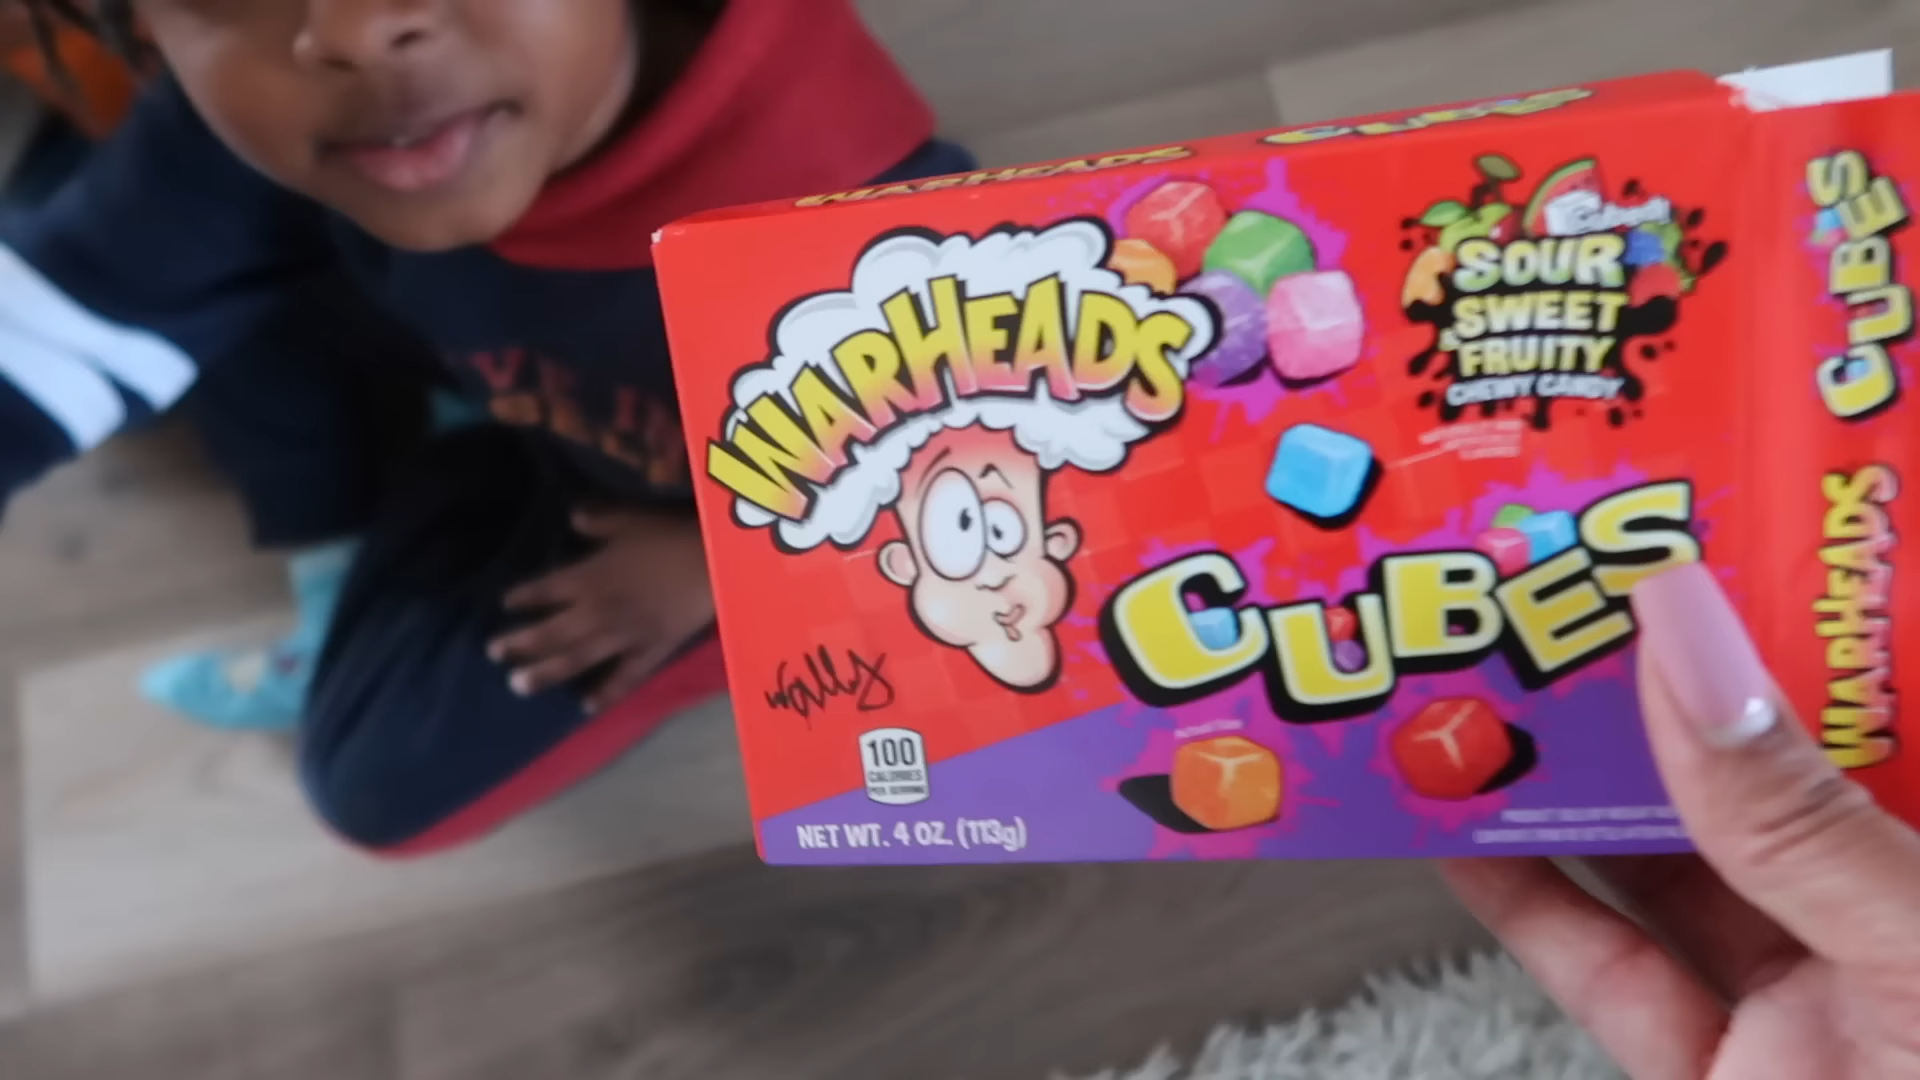 WARHEADS CUBES
WARHEADS
SOUR
SWEET
& FRUITY
CHEWY CANDY
CUBES
Wally
100
CALORIES
PER SERVING
NET WT. 4 OZ. (113g)
WARHEADS CUBES